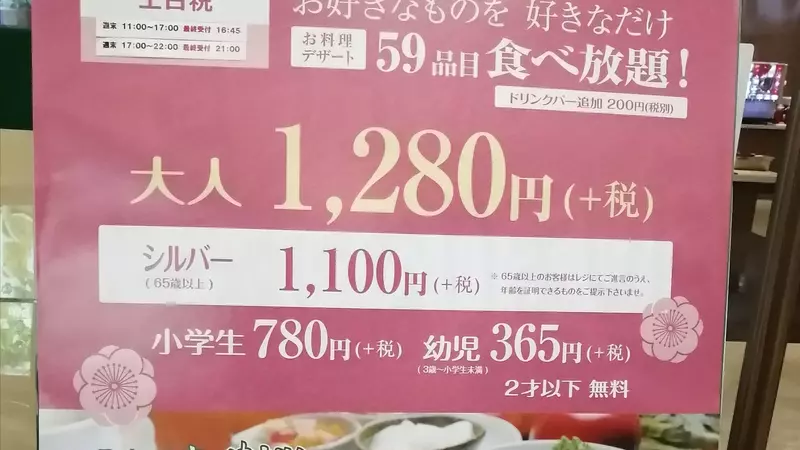 土日祝
週末 11:00〜17:00 最終受付 16:45
週末 17:00〜22:00 最終受付 21:00
お好きなものを 好きなだけ
お料理
デザート
59品目 食べ放題!
ドリンクバー追加 200円(税別)
大人 1,280円(+税)
シルバー
(65歳以上)
1,100円(+税)
※ 65歳以上のお客様はレジにてご進言のうえ、
年齢を証明できるものをご提示下さいませ。
小学生 780円(+税)
幼児 365円(+税)
(3歳〜小学生未満)
2才以下 無料